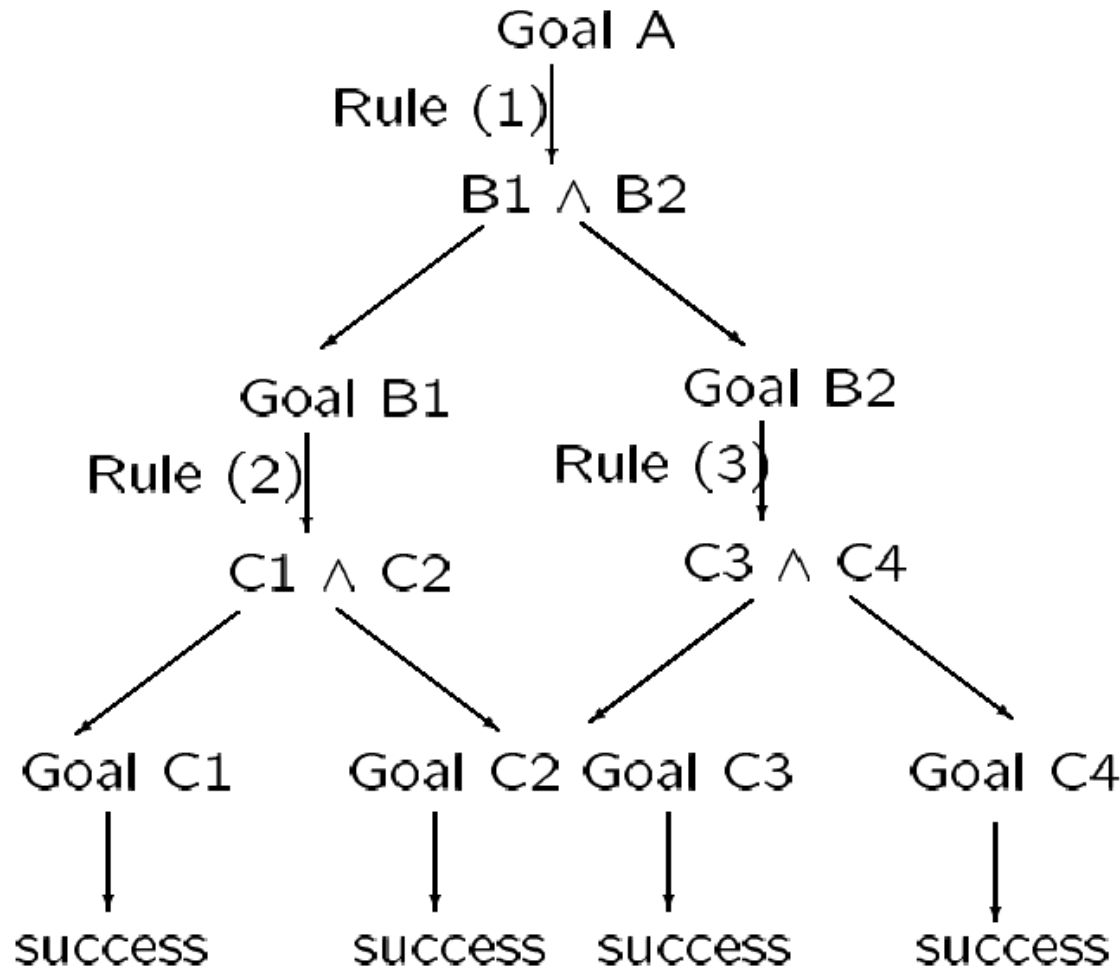 Goal A
Rule (1)
B1 ∧ B2
Goal B1
Goal B2
Rule (2)
Rule (3)
C1 ∧ C2
C3 ∧ C4
Goal C1
Goal C2
Goal C3
Goal C4
success
success
success
success